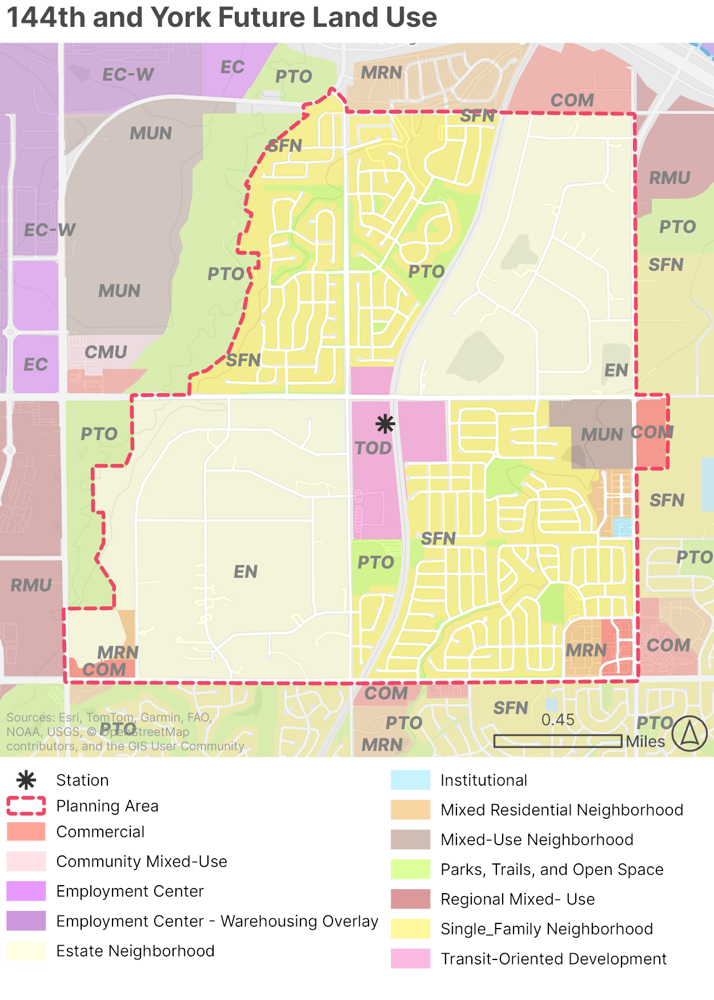 144th and York Future Land Use
EC-W
EC
PTO
MRN
COM
SFN
MUN
SFN
RMU
EC-W
PTO
SFN
PTO
PTO
MUN
CMU
SFN
EC
EN
PTO
TOD
MUN
COM
SFN
SFN
PTO
PTO
EN
RMU
MRN
COM
MRN
COM
COM
SFN
PTO
PTO
PTO
MRN
0.45
Miles
Sources: Esri, TomTom, Garmin, FAO,
NOAA, USGS, © OpenStreetMap
contributors, and the GIS User Community
Station
Planning Area
Commercial
Community Mixed-Use
Employment Center
Employment Center - Warehousing Overlay
Estate Neighborhood
Institutional
Mixed Residential Neighborhood
Mixed-Use Neighborhood
Parks, Trails, and Open Space
Regional Mixed- Use
Single_Family Neighborhood
Transit-Oriented Development